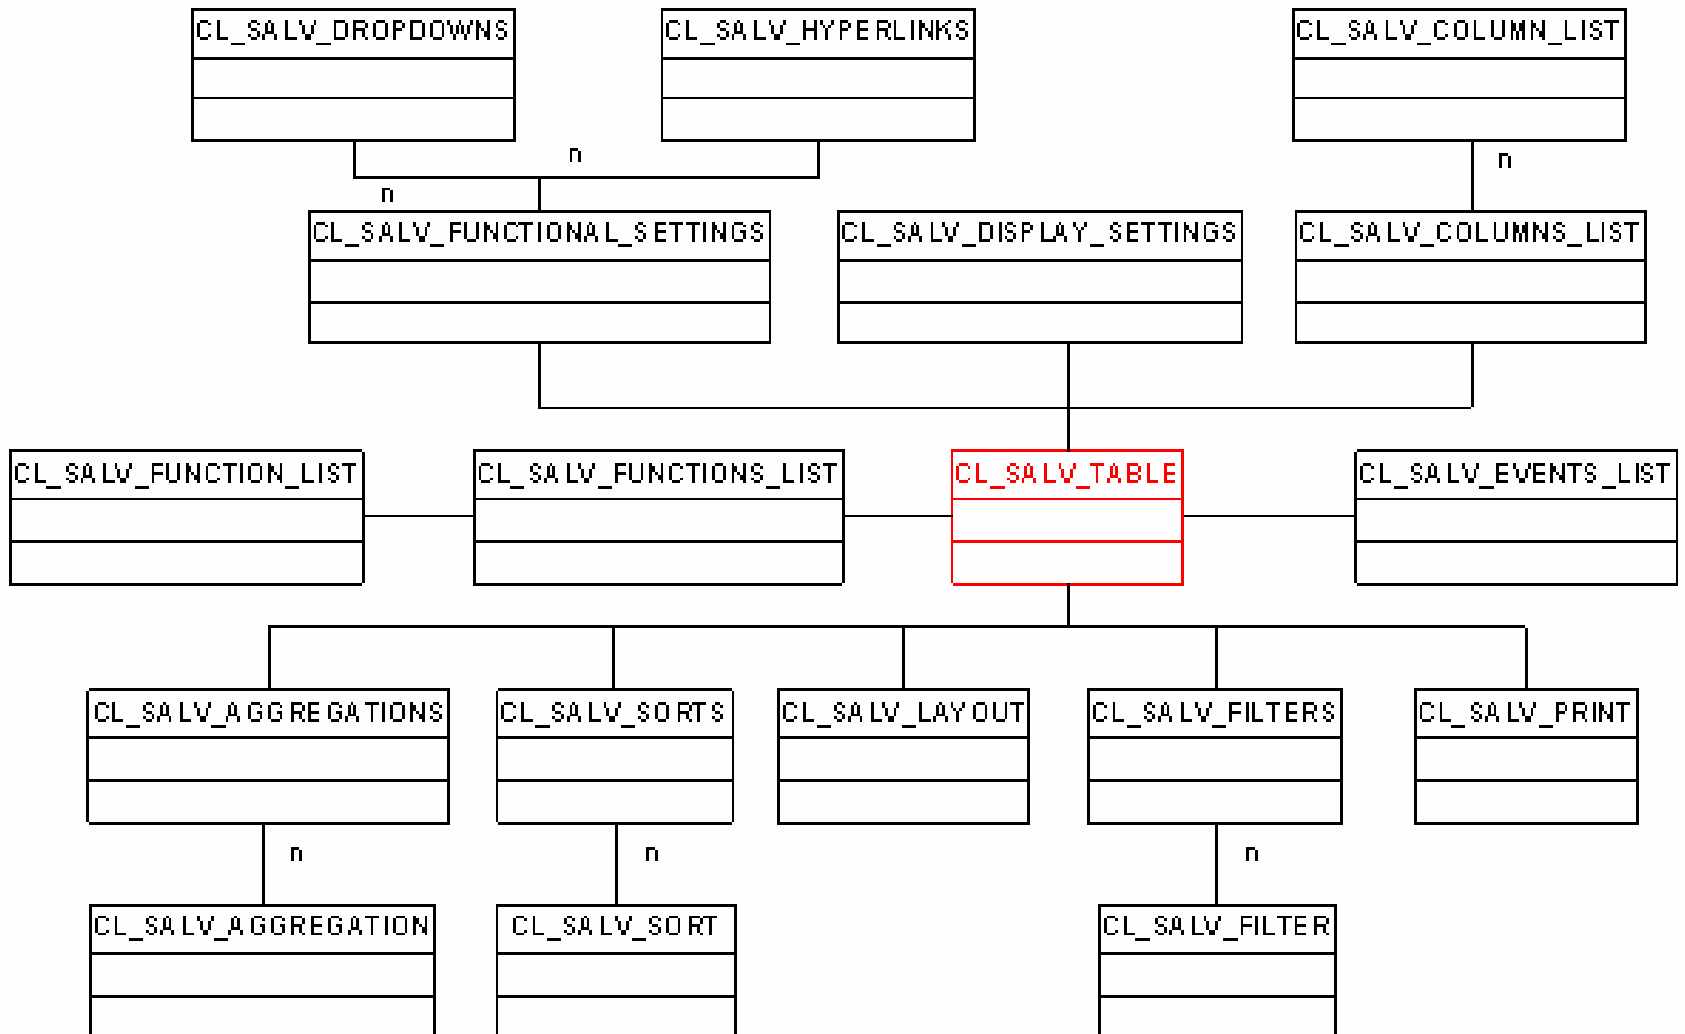 CL_SALV_DROPDOWNS
CL_SALV_HYPERLINKS
CL_SALV_COLUMN_LIST
n
n
n
CL_SALV_FUNCTIONAL_SETTINGS
CL_SALV_DISPLAY_SETTINGS
CL_SALV_COLUMNS_LIST
CL_SALV_FUNCTION_LIST
CL_SALV_FUNCTIONS_LIST
CL_SALV_TABLE
CL_SALV_EVENTS_LIST
CL_SALV_AGGREGATIONS
CL_SALV_SORTS
CL_SALV_LAYOUT
CL_SALV_FILTERS
CL_SALV_PRINT
n
n
n
CL_SALV_AGGREGATION
CL_SALV_SORT
CL_SALV_FILTER